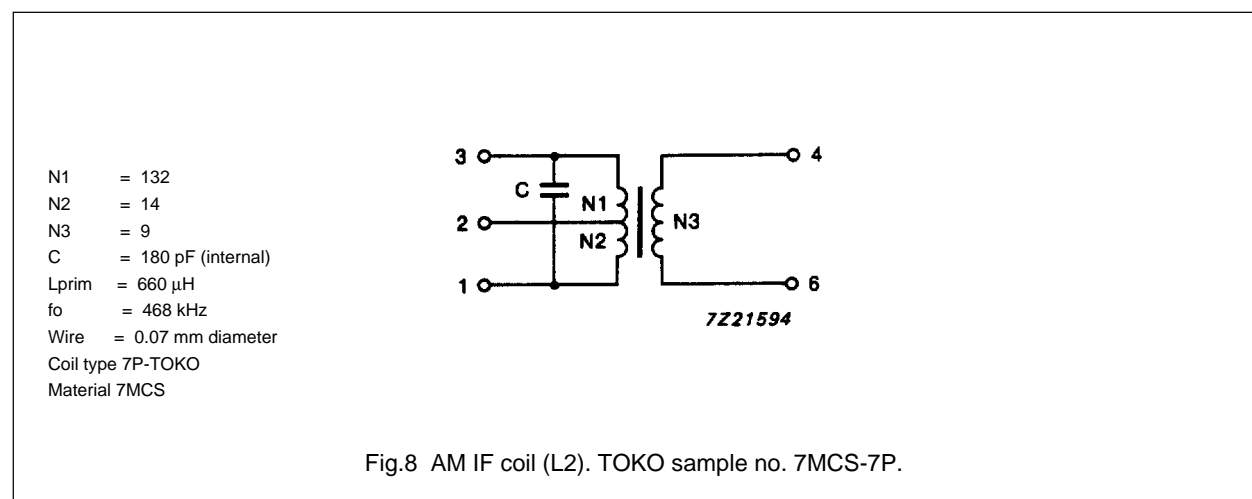 N1 = 132
N2 = 14
N3 = 9
C = 180 pF (internal)
Lprim = 660 μH
fo = 468 kHz
Wire = 0.07 mm diameter
Coil type 7P-TOKO
Material 7MCS
3
4
C
N1
2
N3
N2
1
6
7Z21594
Fig.8 AM IF coil (L2). TOKO sample no. 7MCS-7P.